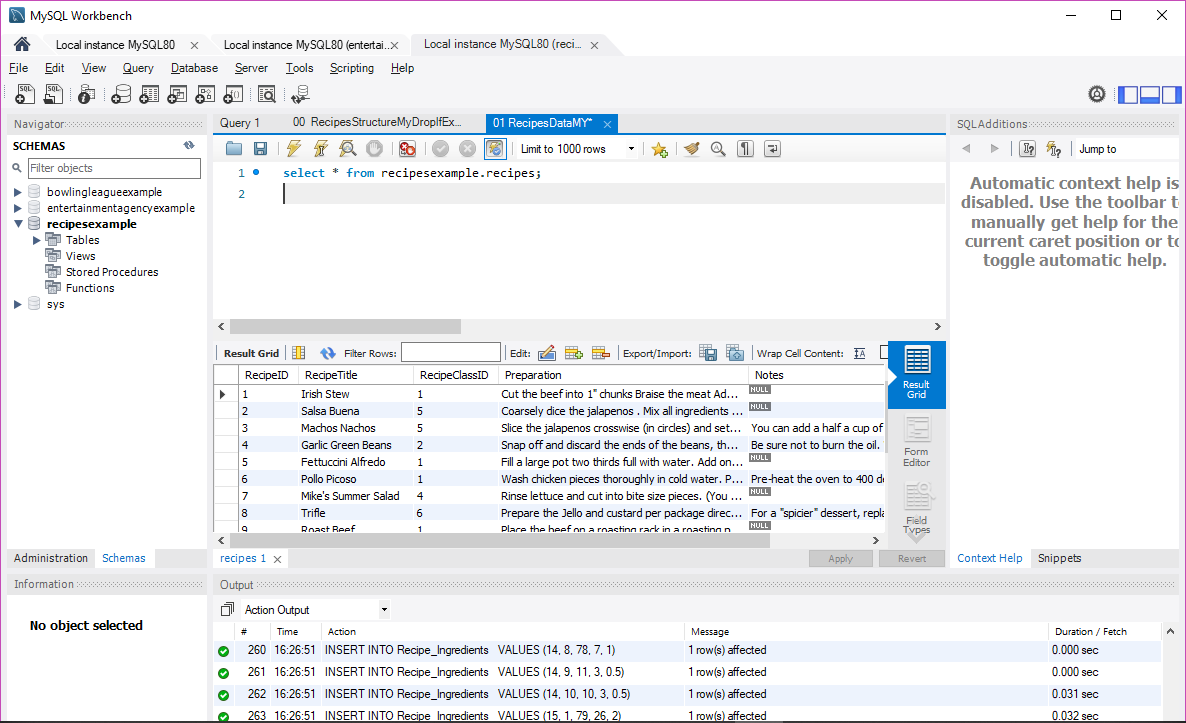 MySQL Workbench
Local instance MySQL80
Local instance MySQL80 (entertai...
Local instance MySQL80 (reci...
File Edit View Query Database Server Tools Scripting Help
Navigator
SCHEMAS
Filter objects
bowlingleagueexample
entertainmentagencyexample
recipesexample
Tables
Views
Stored Procedures
Functions
sys
Administration Schemas
Information
No object selected
Query 1
00 RecipesStructureMyDropIfEx...
01 RecipesDataMY*
Limit to 1000 rows
1 select * from recipesexample.recipes;
2
Result Grid Filter Rows: Edit: Export/Import: Wrap Cell Content:
RecipeID RecipeTitle RecipeClassID Preparation Notes
1 Irish Stew 1 Cut the beef into 1" chunks Braise the meat Ad... NULL
2 Salsa Buena 5 Coarsely dice the jalapenos . Mix all ingredients ... NULL
3 Machos Nachos 5 Slice the jalapenos crosswise (in circles) and set... You can add a half a cup of
4 Garlic Green Beans 2 Snap off and discard the ends of the beans, th... Be sure not to burn the oil.
5 Fettuccini Alfredo 1 Fill a large pot two thirds full with water. Add on... NULL
6 Pollo Picoso 1 Wash chicken pieces thoroughly in cold water. P... Pre-heat the oven to 400 d
7 Mike's Summer Salad 4 Rinse lettuce and cut into bite size pieces. (You ... NULL
8 Trifle 6 Prepare the Jello and custard per package direc... For a "spicier" dessert, repla
9 Roast Beef 1 Place the beef on a roasting rack in a roasting p... NULL
Result
Grid
Form
Editor
Field
Types
recipes 1
Apply Revert
SQLAdditions
Jump to
Automatic context help is
disabled. Use the toolbar t
manually get help for the
current caret position or to
toggle automatic help.
Context Help Snippets
Output
Action Output
# Time Action Message Duration / Fetch
260 16:26:51 INSERT INTO Recipe_Ingredients VALUES (14, 8, 78, 7, 1) 1 row(s) affected 0.000 sec
261 16:26:51 INSERT INTO Recipe_Ingredients VALUES (14, 9, 11, 3, 0.5) 1 row(s) affected 0.000 sec
262 16:26:51 INSERT INTO Recipe_Ingredients VALUES (14, 10, 10, 3, 0.5) 1 row(s) affected 0.031 sec
263 16:26:51 INSERT INTO Recipe_Ingredients VALUES (15, 1, 79, 26, 2) 1 row(s) affected 0.032 sec